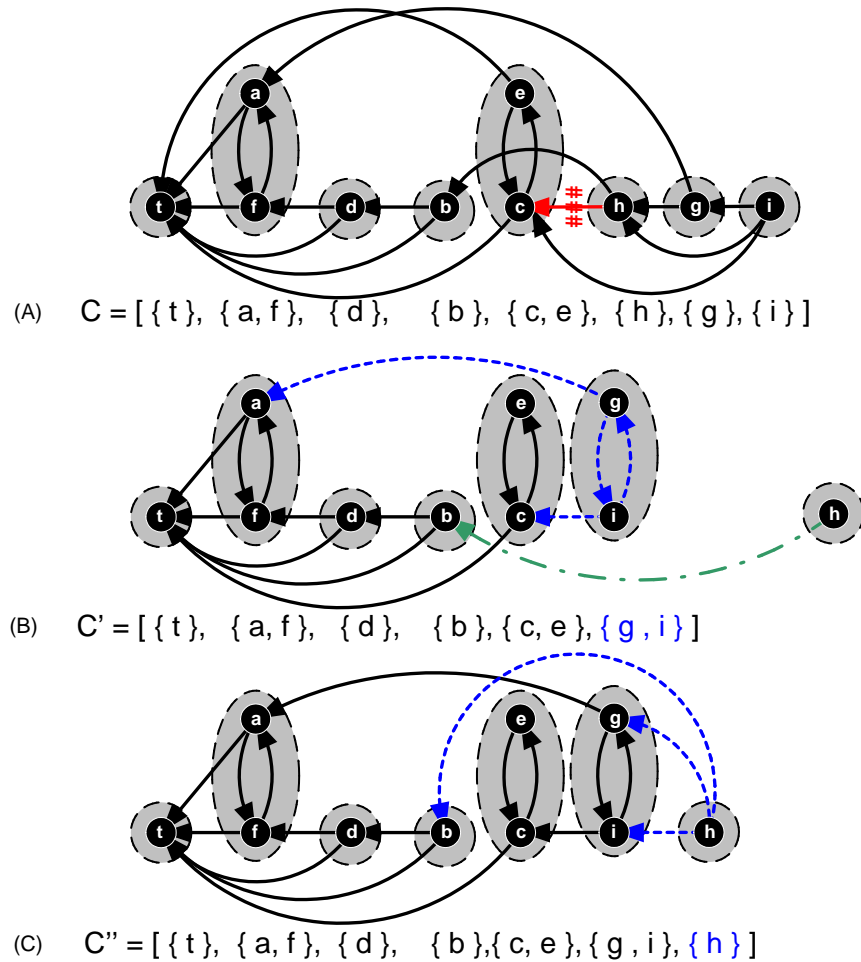 a e
t f d b c h g i
(A) C = [ { t }, { a, f }, { d }, { b }, { c, e }, { h }, { g }, { i } ]
a e g
t f d b c i h
(B) C' = [ { t }, { a, f }, { d }, { b }, { c, e }, { g , i } ]
a e g
t f d b c i h
(C) C'' = [ { t }, { a, f }, { d }, { b },{ c, e }, { g , i }, { h } ]